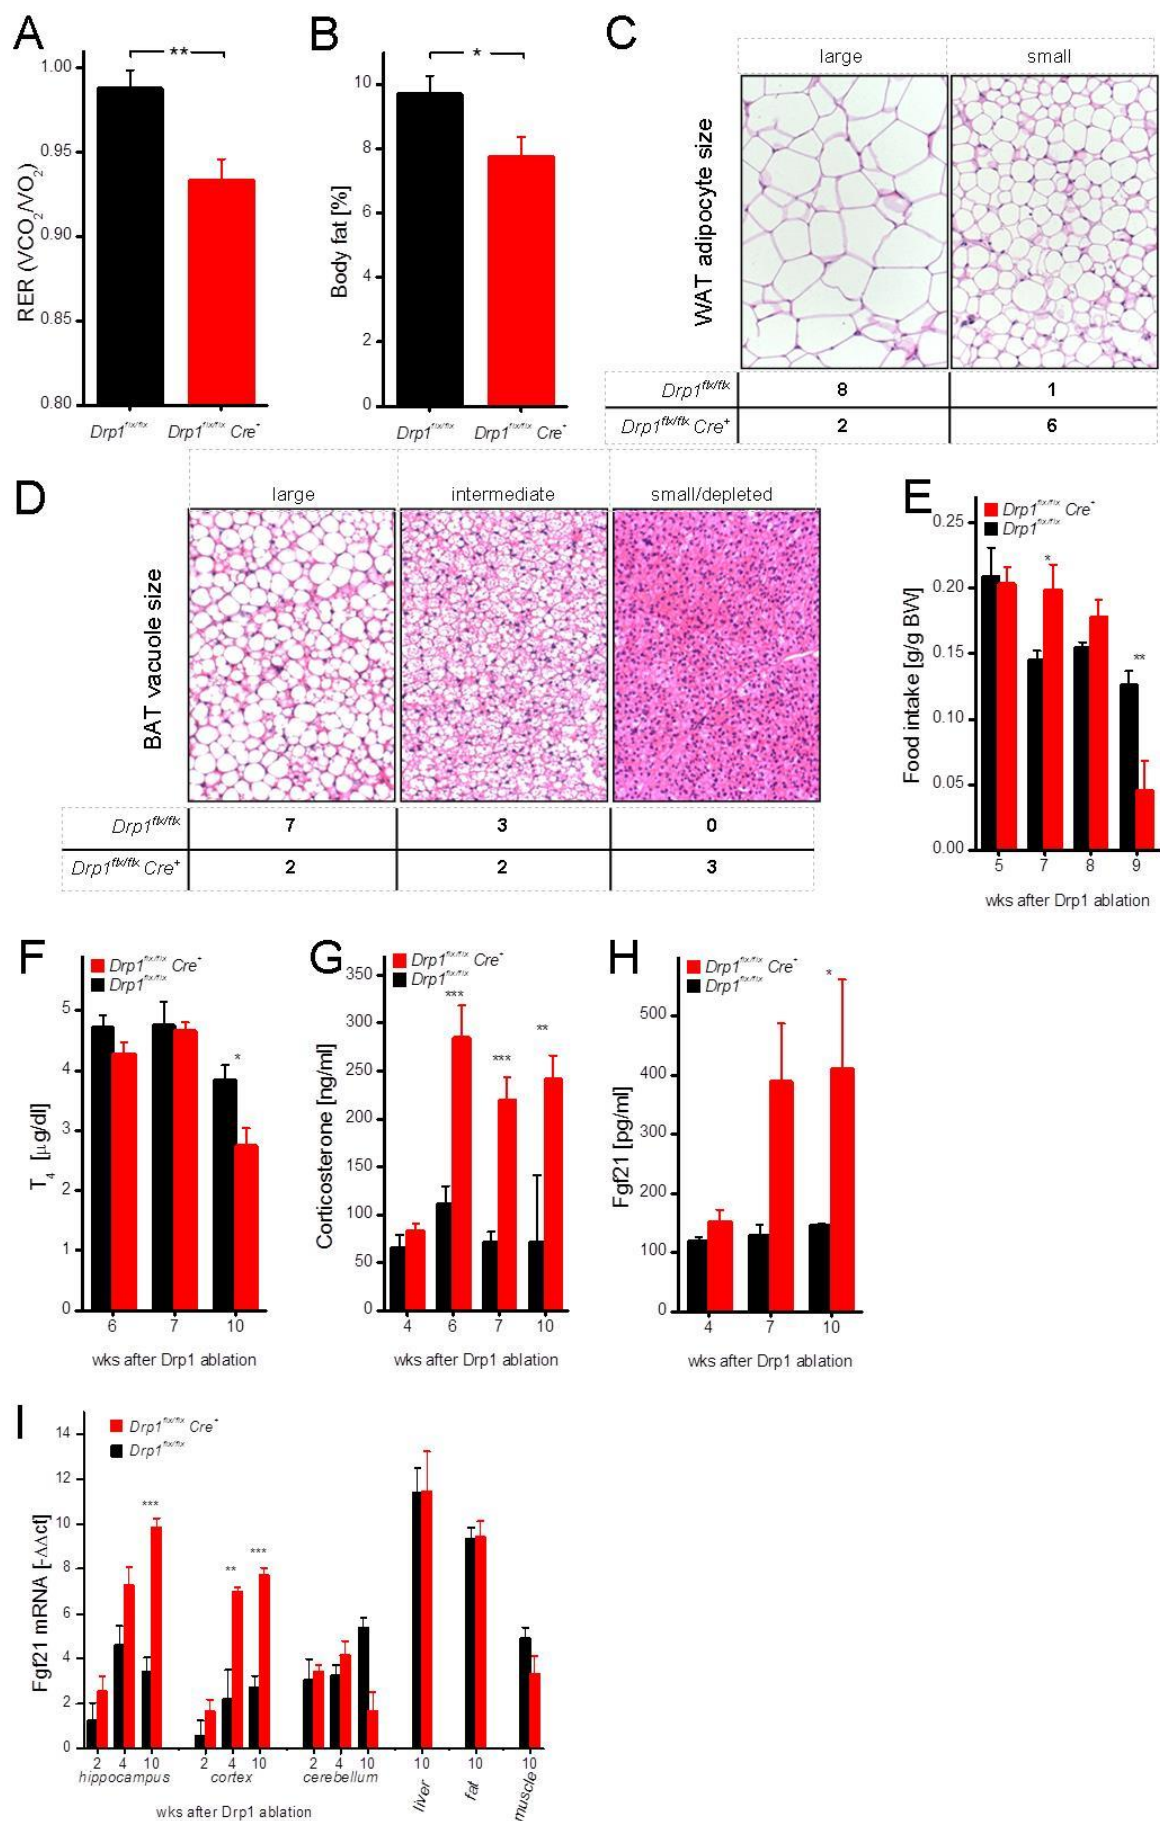 A
**
1.00
0.95
0.90
0.85
0.80
RER (VCO2/VO2)
Drp1flx/flx Drp1flx/flx Cre+
B
*
10
8
6
4
2
0
Body fat [%]
Drp1flx/flx Drp1flx/flx Cre+
C
large small
WAT adipocyte size
Drp1flx/flx 8 1
Drp1flx/flx Cre+ 2 6
D
large intermediate small/depleted
BAT vacuole size
Drp1flx/flx 7 3 0
Drp1flx/flx Cre+ 2 2 3
E
Drp1flx/flx Cre+
Drp1flx/flx
0.25
0.20
0.15
0.10
0.05
0.00
Food intake [g/g BW]
*
**
5 7 8 9
wks after Drp1 ablation
F
Drp1flx/flx Cre+
Drp1flx/flx
5
4
3
2
1
0
T4 [µg/dl]
*
6 7 10
wks after Drp1 ablation
G
Drp1flx/flx Cre+
Drp1flx/flx
350
300
250
200
150
100
50
0
Corticosterone [ng/ml]
***
***
**
4 6 7 10
wks after Drp1 ablation
H
Drp1flx/flx Cre+
Drp1flx/flx
500
400
300
200
100
0
Fgf21 [pg/ml]
*
4 7 10
wks after Drp1 ablation
I
Drp1flx/flx Cre+
Drp1flx/flx
14
12
10
8
6
4
2
0
Fgf21 mRNA [-ΔΔct]
***
**
***
2 4 10 2 4 10 2 4 10 10 10 10
hippocampus cortex cerebellum liver fat muscle
wks after Drp1 ablation